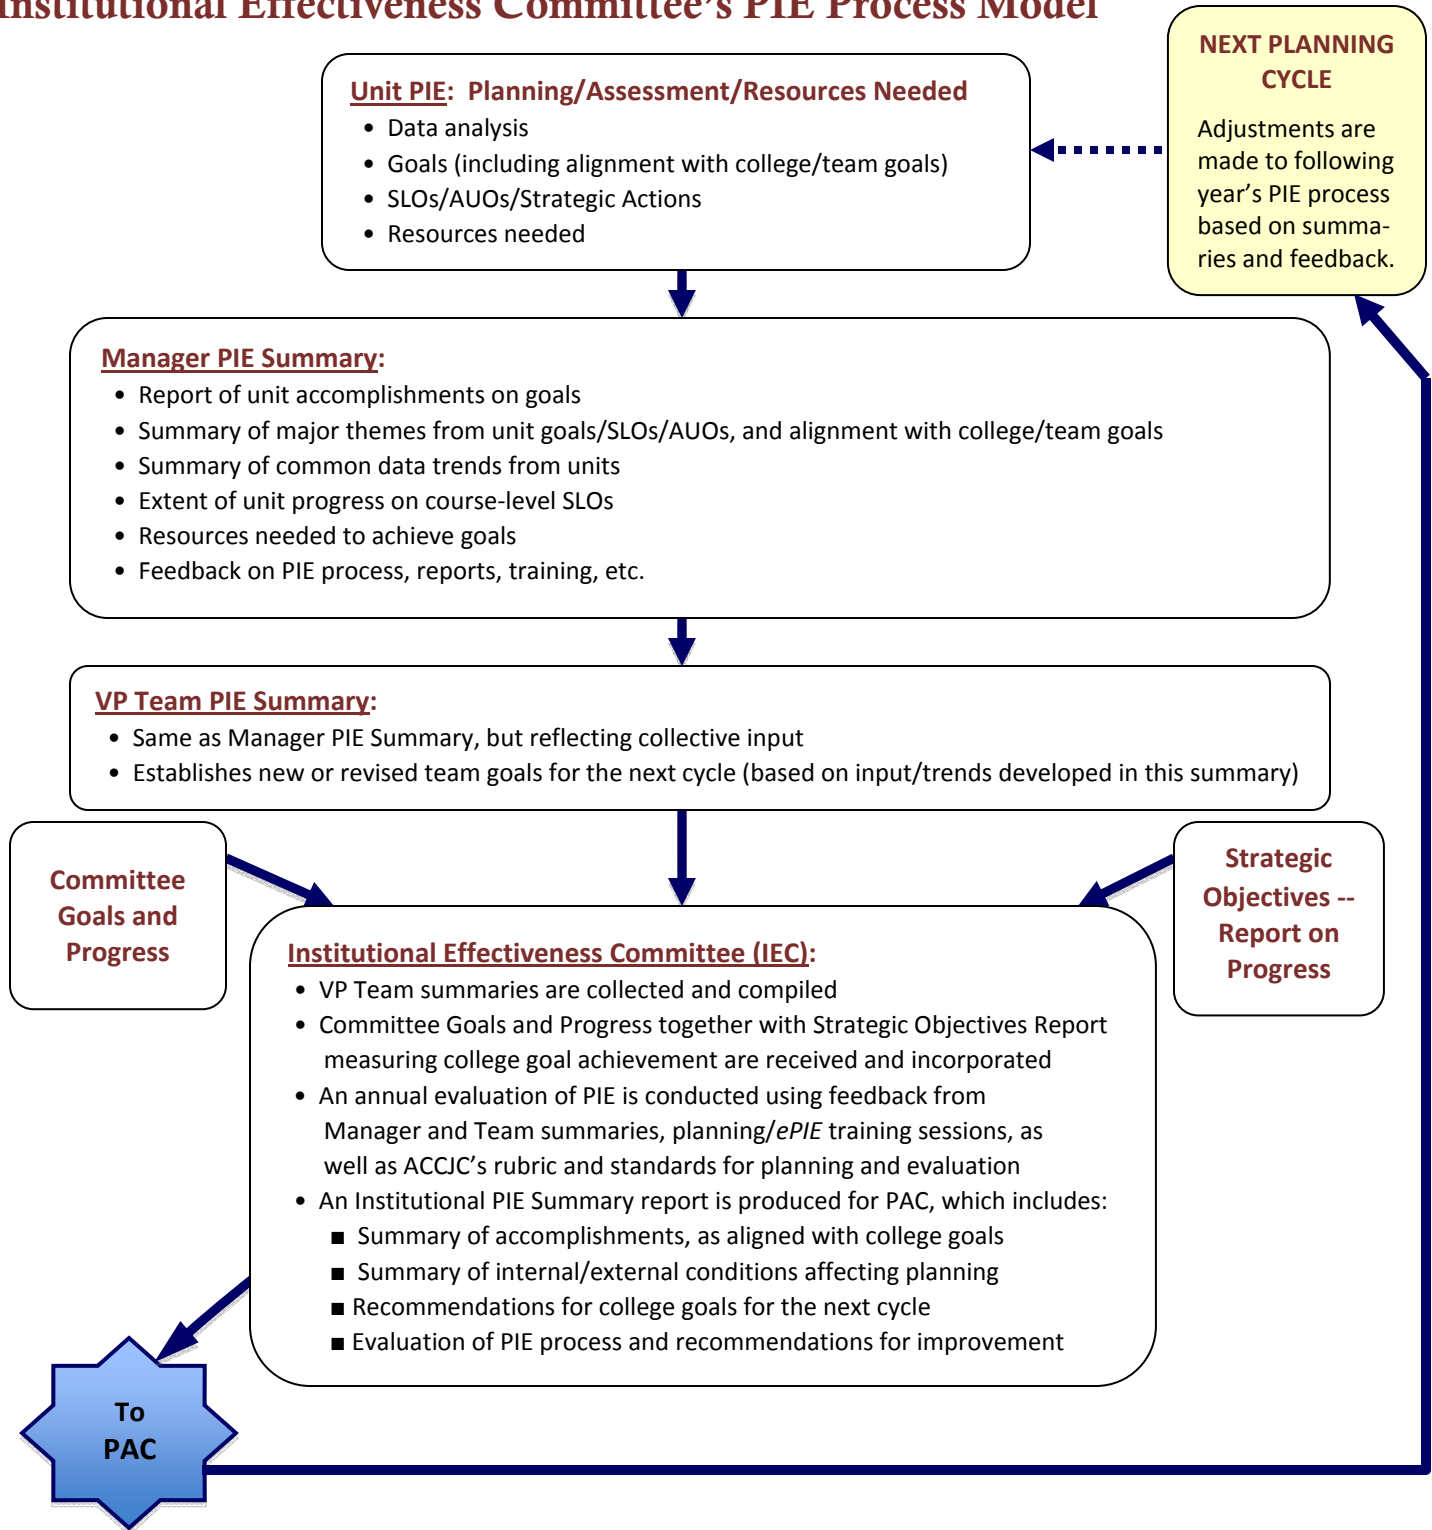 Institutional Effectiveness Committee’s PIE Process Model
NEXT PLANNING
CYCLE
Adjustments are
made to following
year’s PIE process
based on summa-
ries and feedback.
Unit PIE:  Planning/Assessment/Resources Needed
• Data analysis
• Goals (including alignment with college/team goals)
• SLOs/AUOs/Strategic Actions
• Resources needed
Manager PIE Summary:
• Report of unit accomplishments on goals
• Summary of major themes from unit goals/SLOs/AUOs, and alignment with college/team goals
• Summary of common data trends from units
• Extent of unit progress on course-level SLOs
• Resources needed to achieve goals
• Feedback on PIE process, reports, training, etc.
VP Team PIE Summary:
• Same as Manager PIE Summary, but reflecting collective input
• Establishes new or revised team goals for the next cycle (based on input/trends developed in this summary)
Committee
Goals and
Progress
Strategic
Objectives --
Report on
Progress
Institutional Effectiveness Committee (IEC):
• VP Team summaries are collected and compiled
• Committee Goals and Progress together with Strategic Objectives Report
measuring college goal achievement are received and incorporated
• An annual evaluation of PIE is conducted using feedback from
Manager and Team summaries, planning/ePIE training sessions, as
well as ACCJC’s rubric and standards for planning and evaluation
• An Institutional PIE Summary report is produced for PAC, which includes:
■ Summary of accomplishments, as aligned with college goals
■ Summary of internal/external conditions affecting planning
■ Recommendations for college goals for the next cycle
■ Evaluation of PIE process and recommendations for improvement
To
PAC